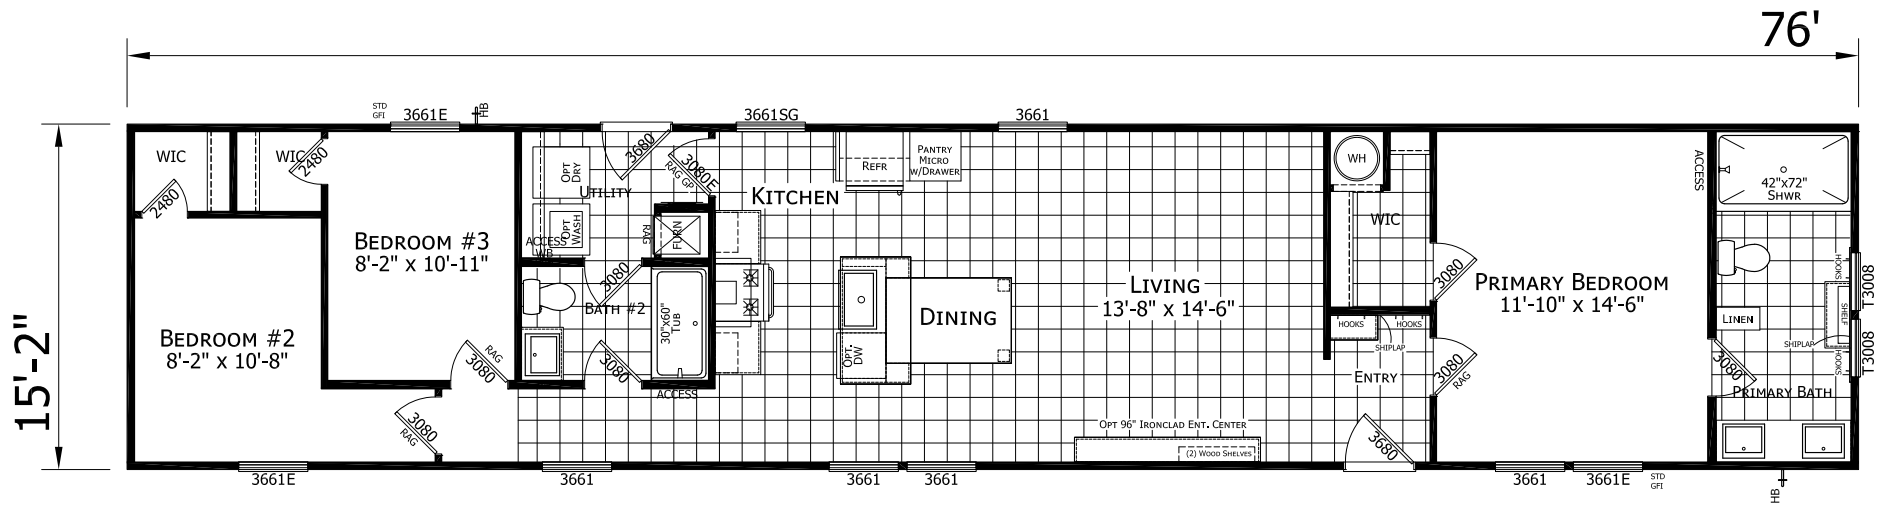 76'
15'-2"
STD
GFI
3661E
HB
3661SG
3661
WIC
2480
WIC
2480
BEDROOM #3
8'-2" x 10'-11"
BEDROOM #2
8'-2" x 10'-8"
RAG
3080
3080
RAG
OPT
DRY
UTILITY
OPT
WASH
ACCESS
WB
3680
3080E
RAG GP
RAG
FURN
3080
BATH #2
30"x60"
TUB
3080
ACCESS
KITCHEN
REFR
PANTRY
MICRO
W/DRAWER
OPT.
DW
DINING
LIVING
13'-8" x 14'-6"
OPT 96" IRONCLAD ENT. CENTER
(2) WOOD SHELVES
WH
WIC
3080
HOOKS
HOOKS
SHIPLAP
ENTRY
3080
RAG
3680
PRIMARY BEDROOM
11'-10" x 14'-6"
ACCESS
42"x72"
SHWR
HOOKS
SHELF
LINEN
SHIPLAP
HOOKS
T3008
T3008
3080
PRIMARY BATH
3661E
3661
3661
3661
3661
3661E
STD
GFI
HB